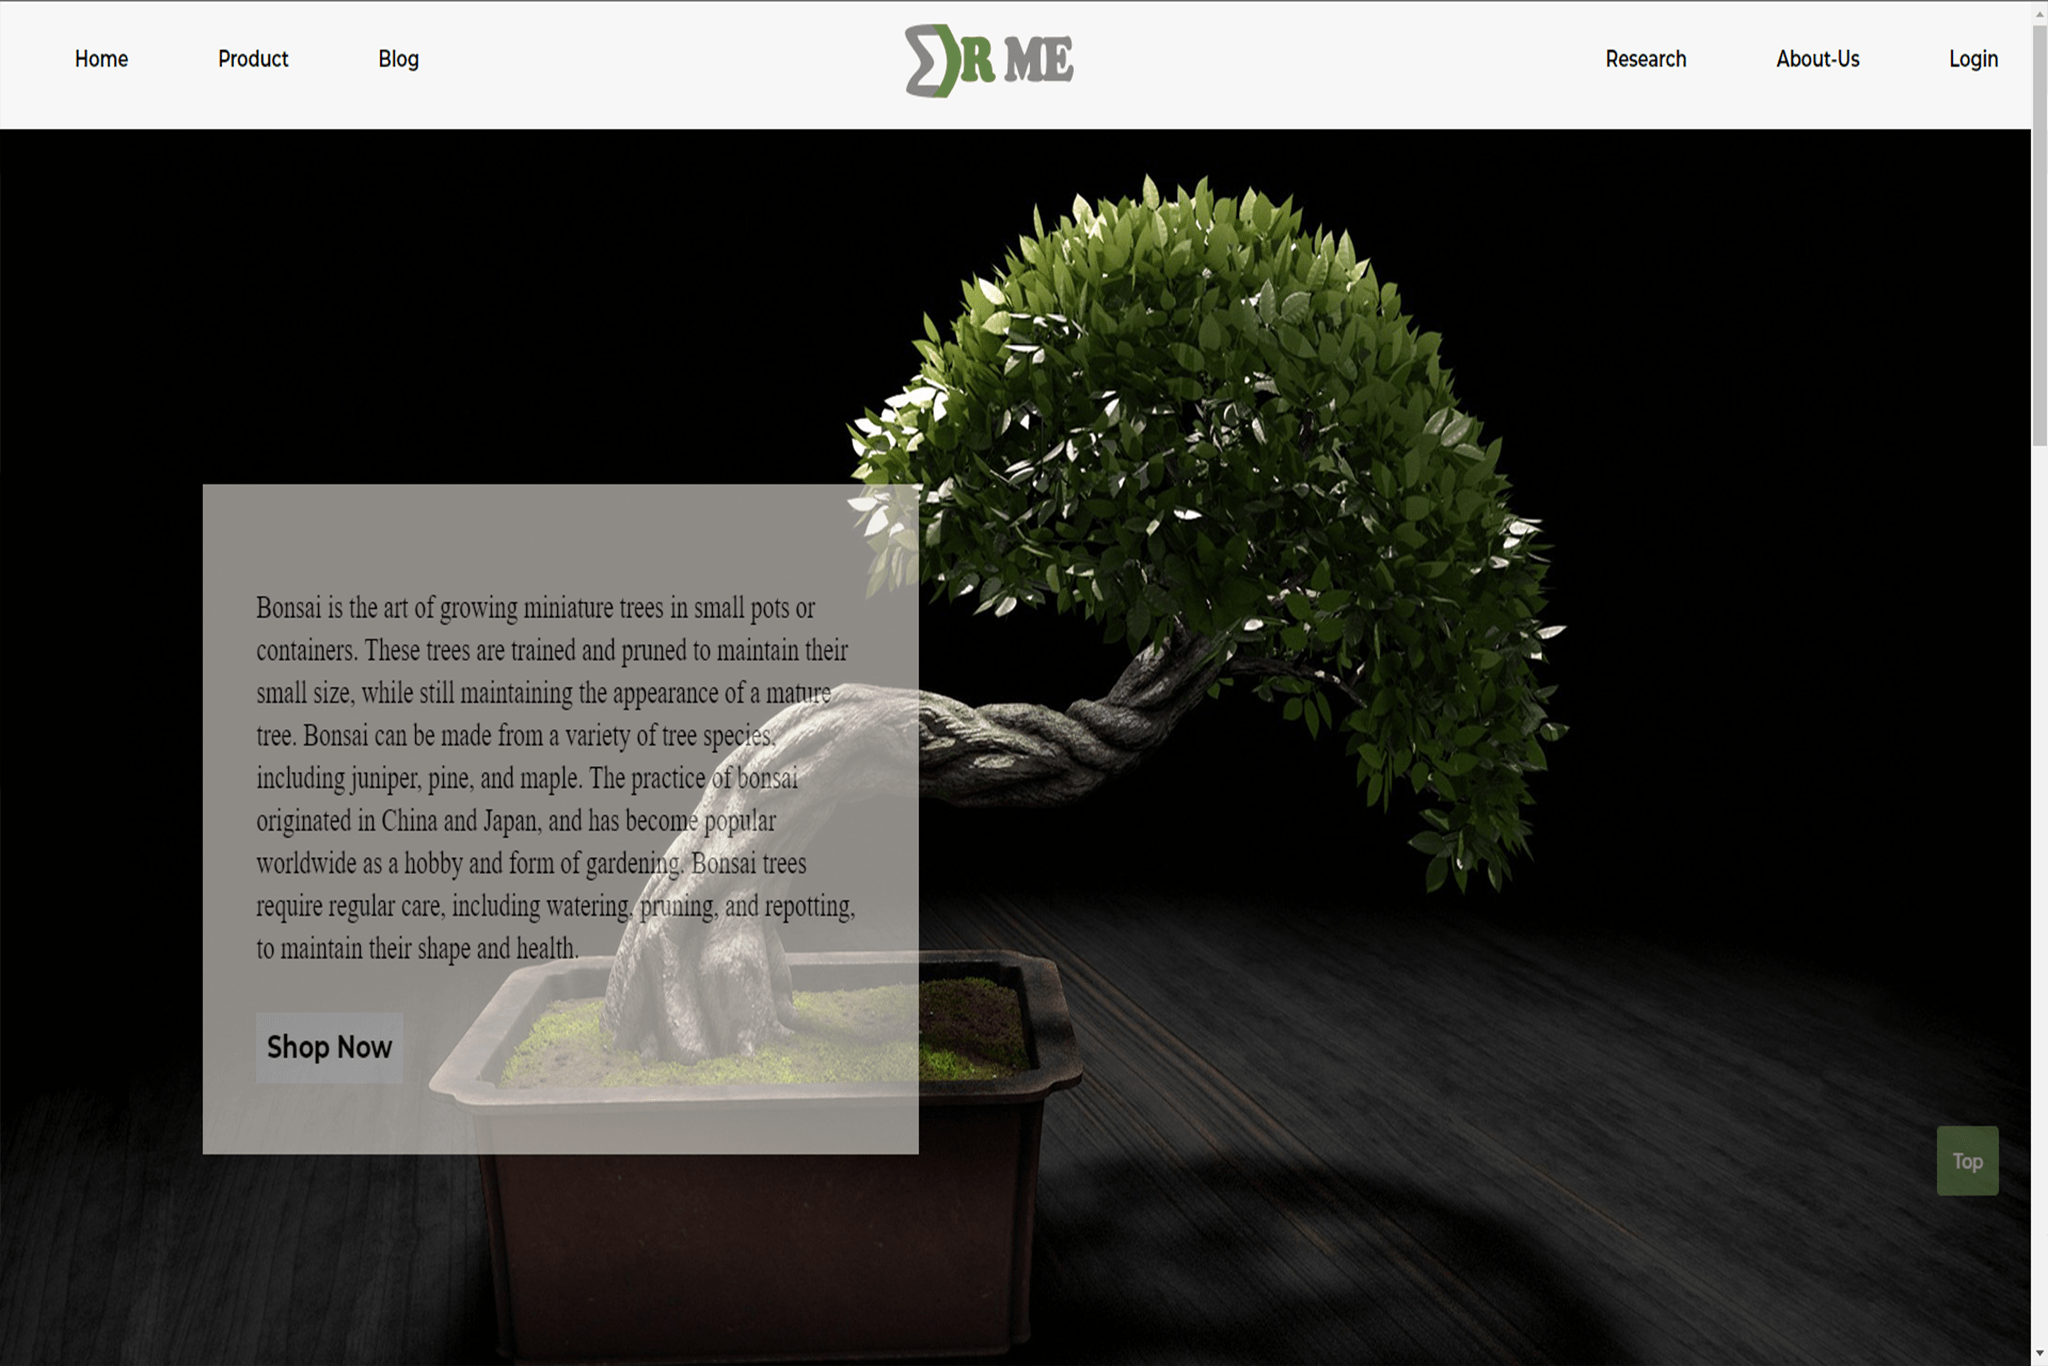 Home Product Blog
R ME
Research About-Us Login
Bonsai is the art of growing miniature trees in small pots or
containers. These trees are trained and pruned to maintain their
small size, while still maintaining the appearance of a mature
tree. Bonsai can be made from a variety of tree species,
including juniper, pine, and maple. The practice of bonsai
originated in China and Japan, and has become popular
worldwide as a hobby and form of gardening. Bonsai trees
require regular care, including watering, pruning, and repotting,
to maintain their shape and health.
Shop Now
Top